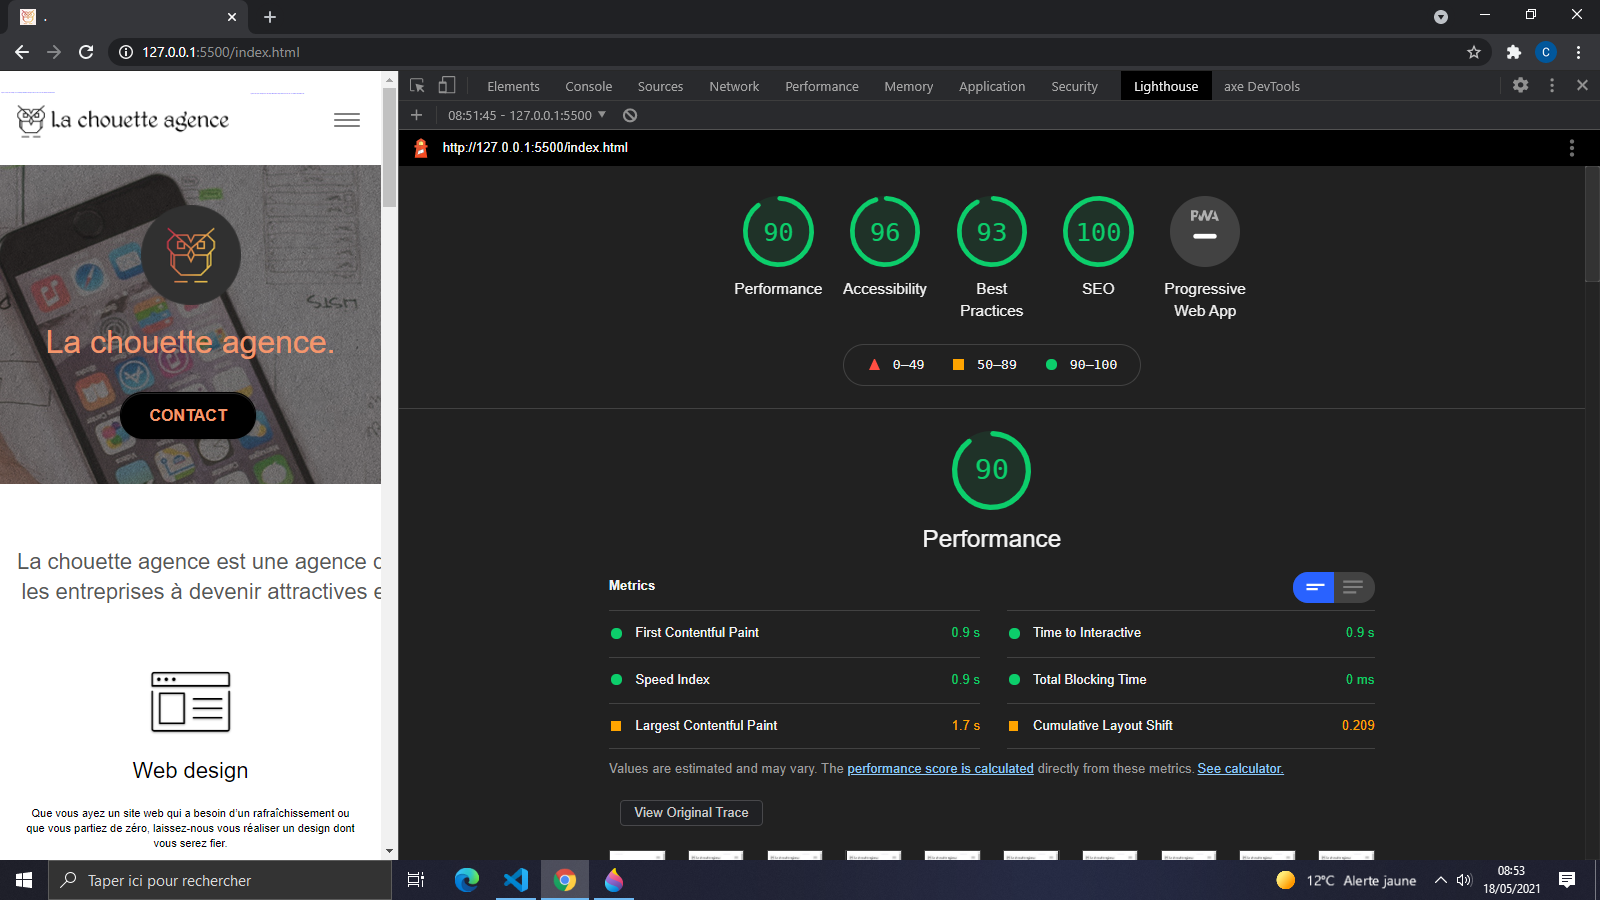 .
127.0.0.1:5500/index.html
C
Elements Console Sources Network Performance Memory Application Security Lighthouse axe DevTools
08:51:45 - 127.0.0.1:5500
http://127.0.0.1:5500/index.html
La chouette agence
La chouette agence.
CONTACT
La chouette agence est une agence
les entreprises à devenir attractives e
Web design
Que vous ayez un site web qui a besoin d'un rafraîchissement ou
que vous partiez de zéro, laissez-nous vous réaliser un design dont
vous serez fier.
90 96 93 100 PWA
Performance Accessibility Best Practices SEO Progressive Web App
0–49 50–89 90–100
90
Performance
Metrics
First Contentful Paint 0.9 s
Time to Interactive 0.9 s
Speed Index 0.9 s
Total Blocking Time 0 ms
Largest Contentful Paint 1.7 s
Cumulative Layout Shift 0.209
Values are estimated and may vary. The performance score is calculated directly from these metrics. See calculator.
View Original Trace
Taper ici pour rechercher
12°C Alerte jaune
08:53
18/05/2021